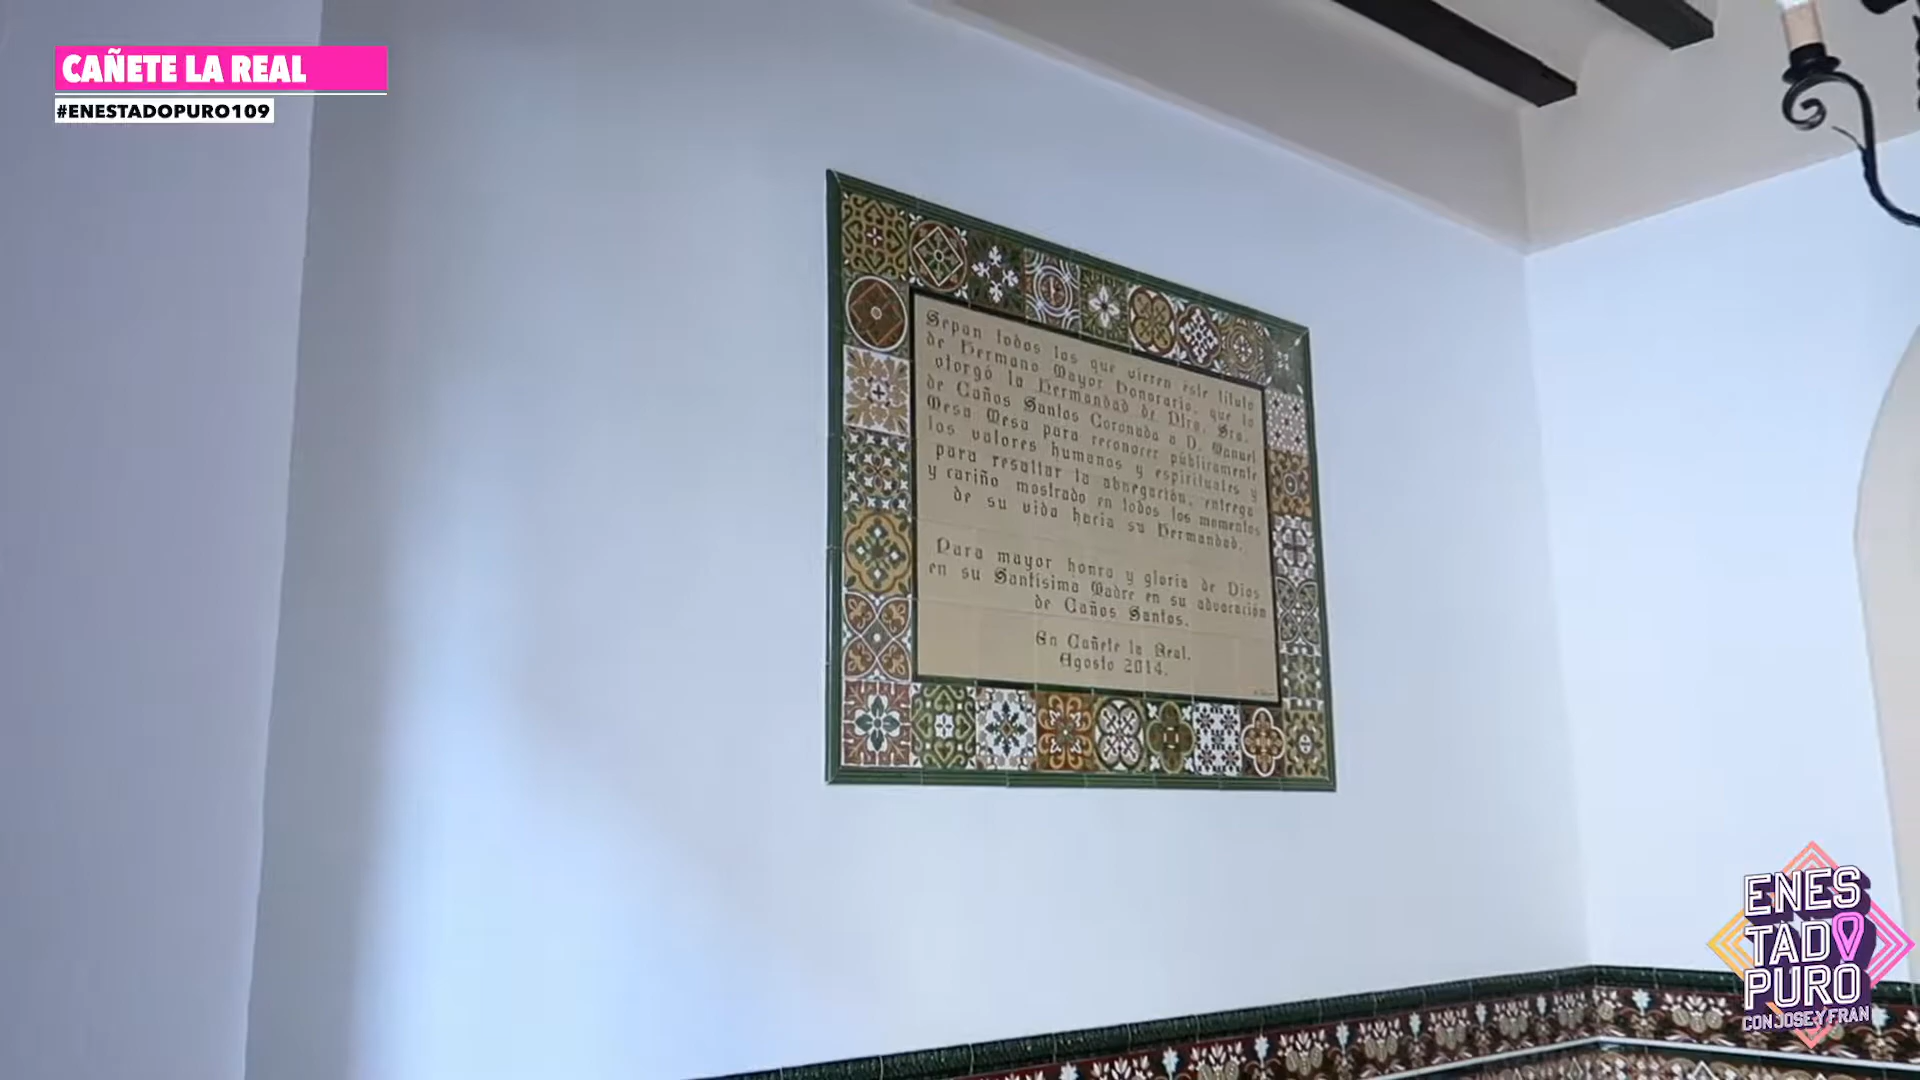 CAÑETE LA REAL
#ENESTADOPURO109
Sepan todos los que vieren este título
de Hermano Mayor Honorario, que lo
otorgó la Hermandad de Ntra. Sra.
de Caños Santos Coronada a D. Manuel
Mesa Mesa para reconocer públicamente
los valores humanos y espirituales y
para resaltar la abnegación, entrega
y cariño mostrado en todos los momentos
de su vida hacia su Hermandad.
Para mayor honra y gloria de Dios
en su Santísima Madre en su advocación
de Caños Santos.
En Cañete la Real.
Agosto 2014.
ENES
TADO
PURO
CON JOSE Y FRAN